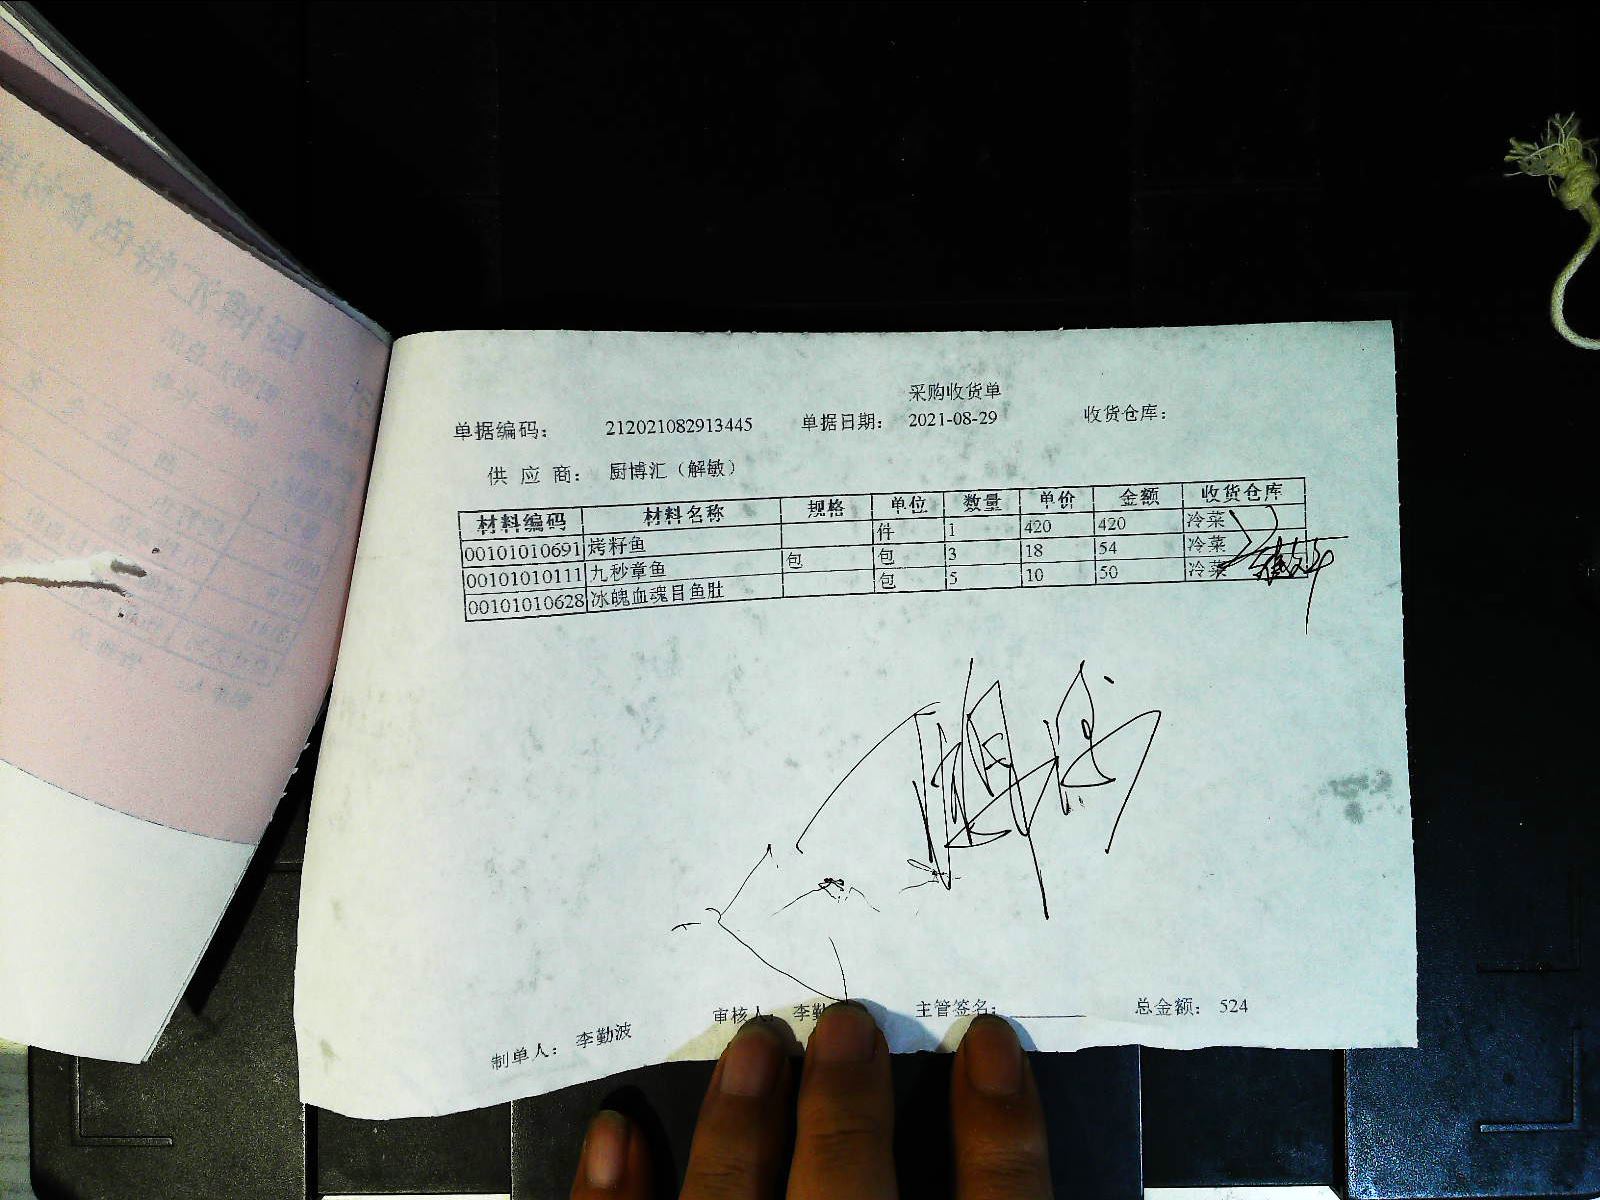 采购收货单
单据编码： 212021082913445 单据日期： 2021-08-29 收货仓库：
供 应 商： 厨博汇（解敏）
材料编码 材料名称 规格 单位 数量 单价 金额 收货仓库
00101010691 烤籽鱼 件 1 420 420 冷菜
00101010111 九秒章鱼 包 包 3 18 54 冷菜
00101010628 冰魄血魂目鱼肚 包 5 10 50 冷菜
制单人： 李勤波 审核人： 李勤 主管签名： 总金额： 524